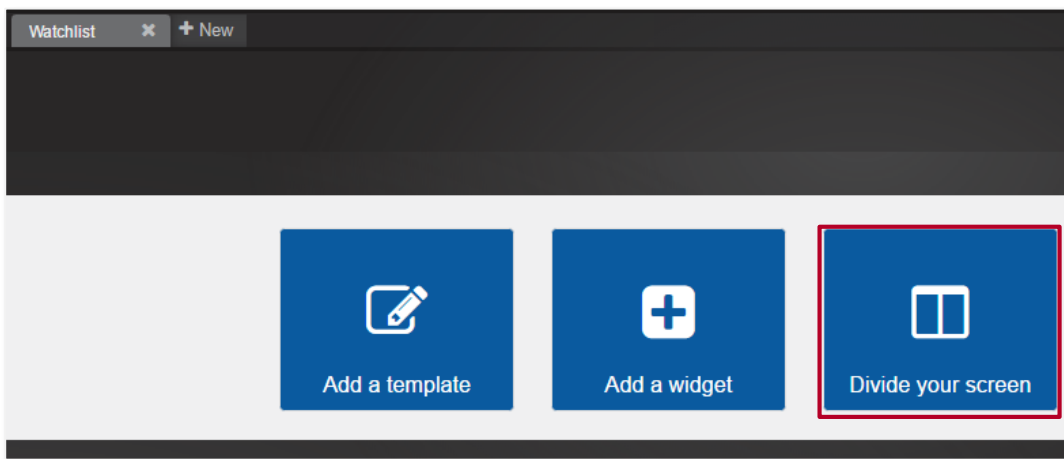 Watchlist
New
Add a template
Add a widget
Divide your screen